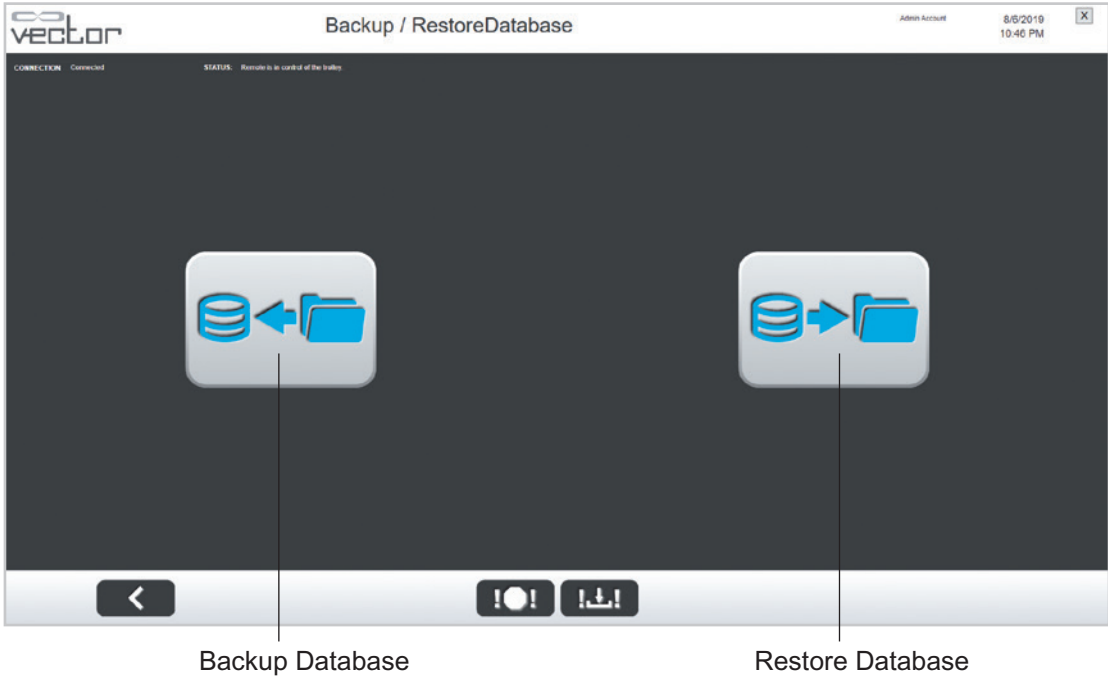 vector
Backup / RestoreDatabase
Admin Account
8/6/2019
10:46 PM
X
CONNECTION Connected
STATUS: Remote is in control of the trolley.
! !
! !
Backup Database
Restore Database